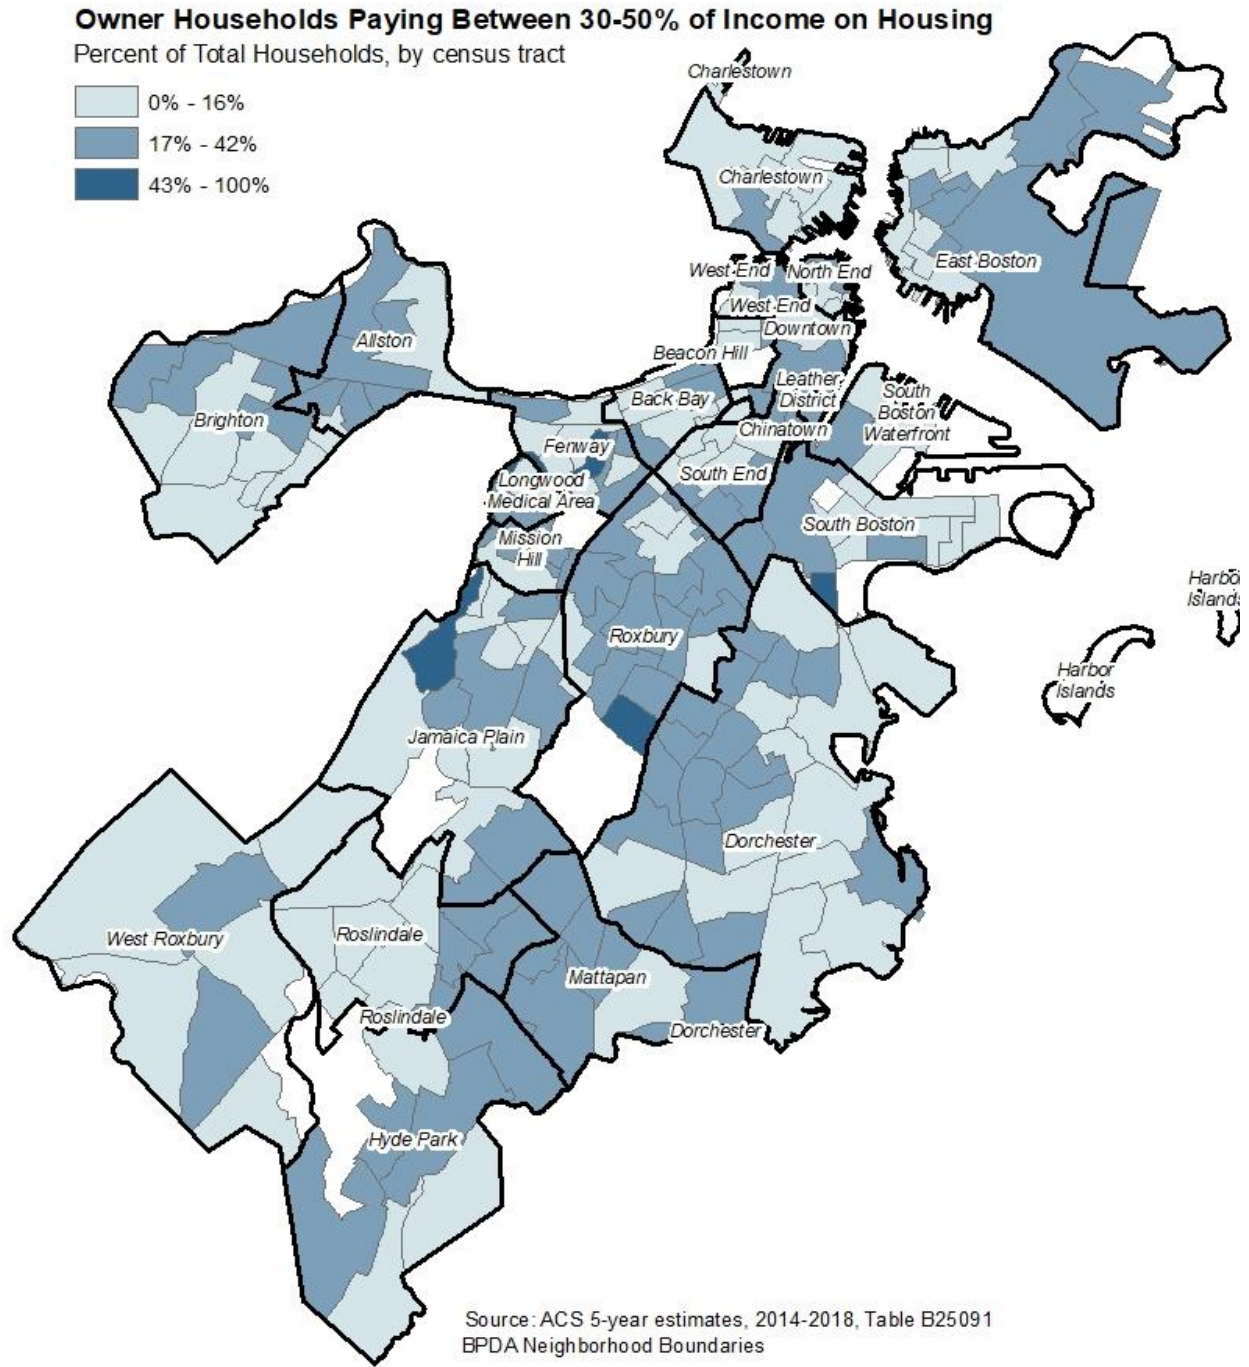 Owner Households Paying Between 30-50% of Income on Housing
Percent of Total Households, by census tract
0% - 16%
17% - 42%
43% - 100%
Charlestown
Charlestown
West End
North End
East Boston
West End
Downtown
Allston
Beacon Hill
Leather
District
Back Bay
South
Boston
Waterfront
Brighton
Chinatown
Fenway
South End
Longwood
Medical Area
South Boston
Mission
Hill
Harbor
Islands
Roxbury
Harbor
Islands
Jamaica Plain
Dorchester
West Roxbury
Roslindale
Mattapan
Roslindale
Dorchester
Hyde Park
Source: ACS 5-year estimates, 2014-2018, Table B25091
BPDA Neighborhood Boundaries